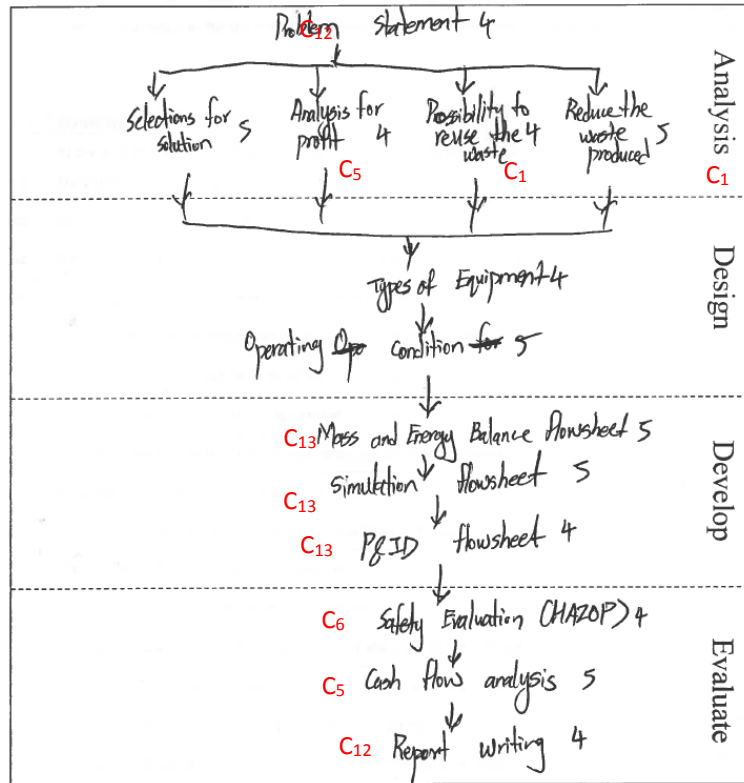 Problem statement 4
C12
Selections for solution 5
Analysis for profit 4
C5
Possibility to reuse the waste 4
C1
Reduce the waste produced 5
C1
Analysis
Types of Equipment 4
Operating Ope condition for 5
Design
C13 Mass and Energy Balance flowsheet 5
C13 Simulation flowsheet 5
C13 P&ID flowsheet 4
Develop
C6 Safety Evaluation (HAZOP) 4
C5 Cash flow analysis 5
C12 Report writing 4
Evaluate